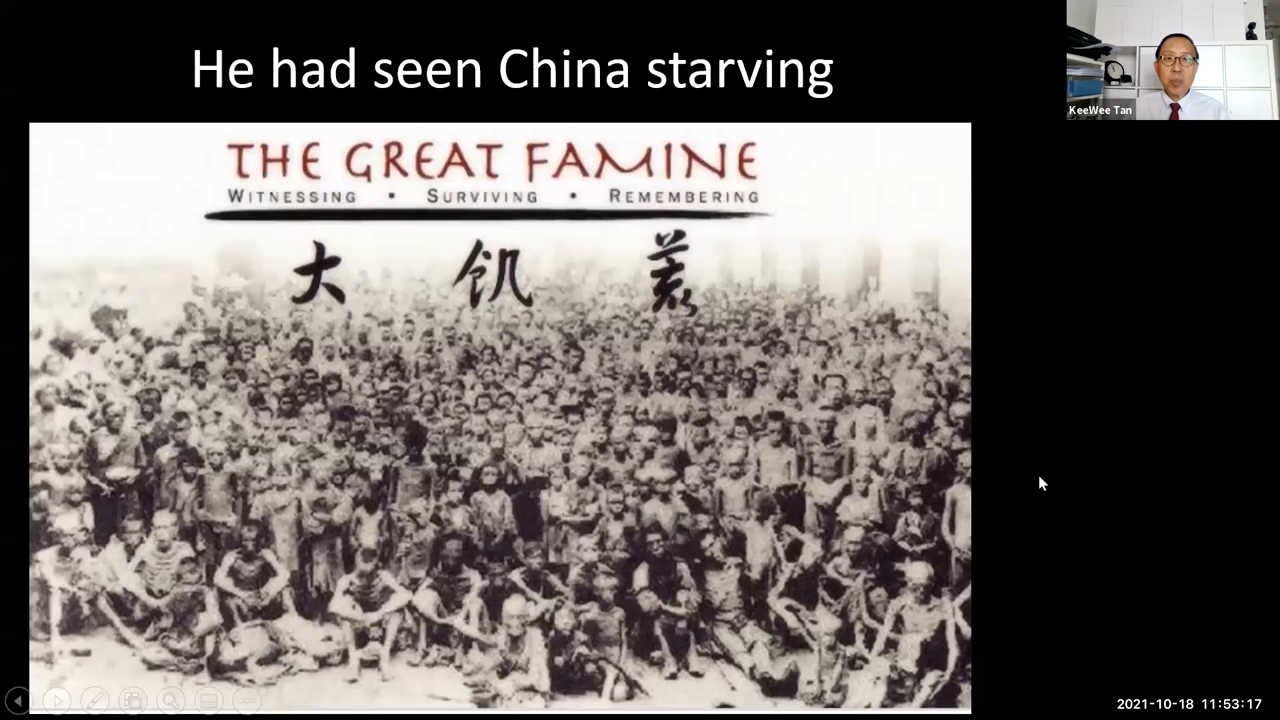 He had seen China starving
KeeWee Tan
THE GREAT FAMINE
WITNESSING • SURVIVING • REMEMBERING
大饥荒
2021-10-18 11:53:17